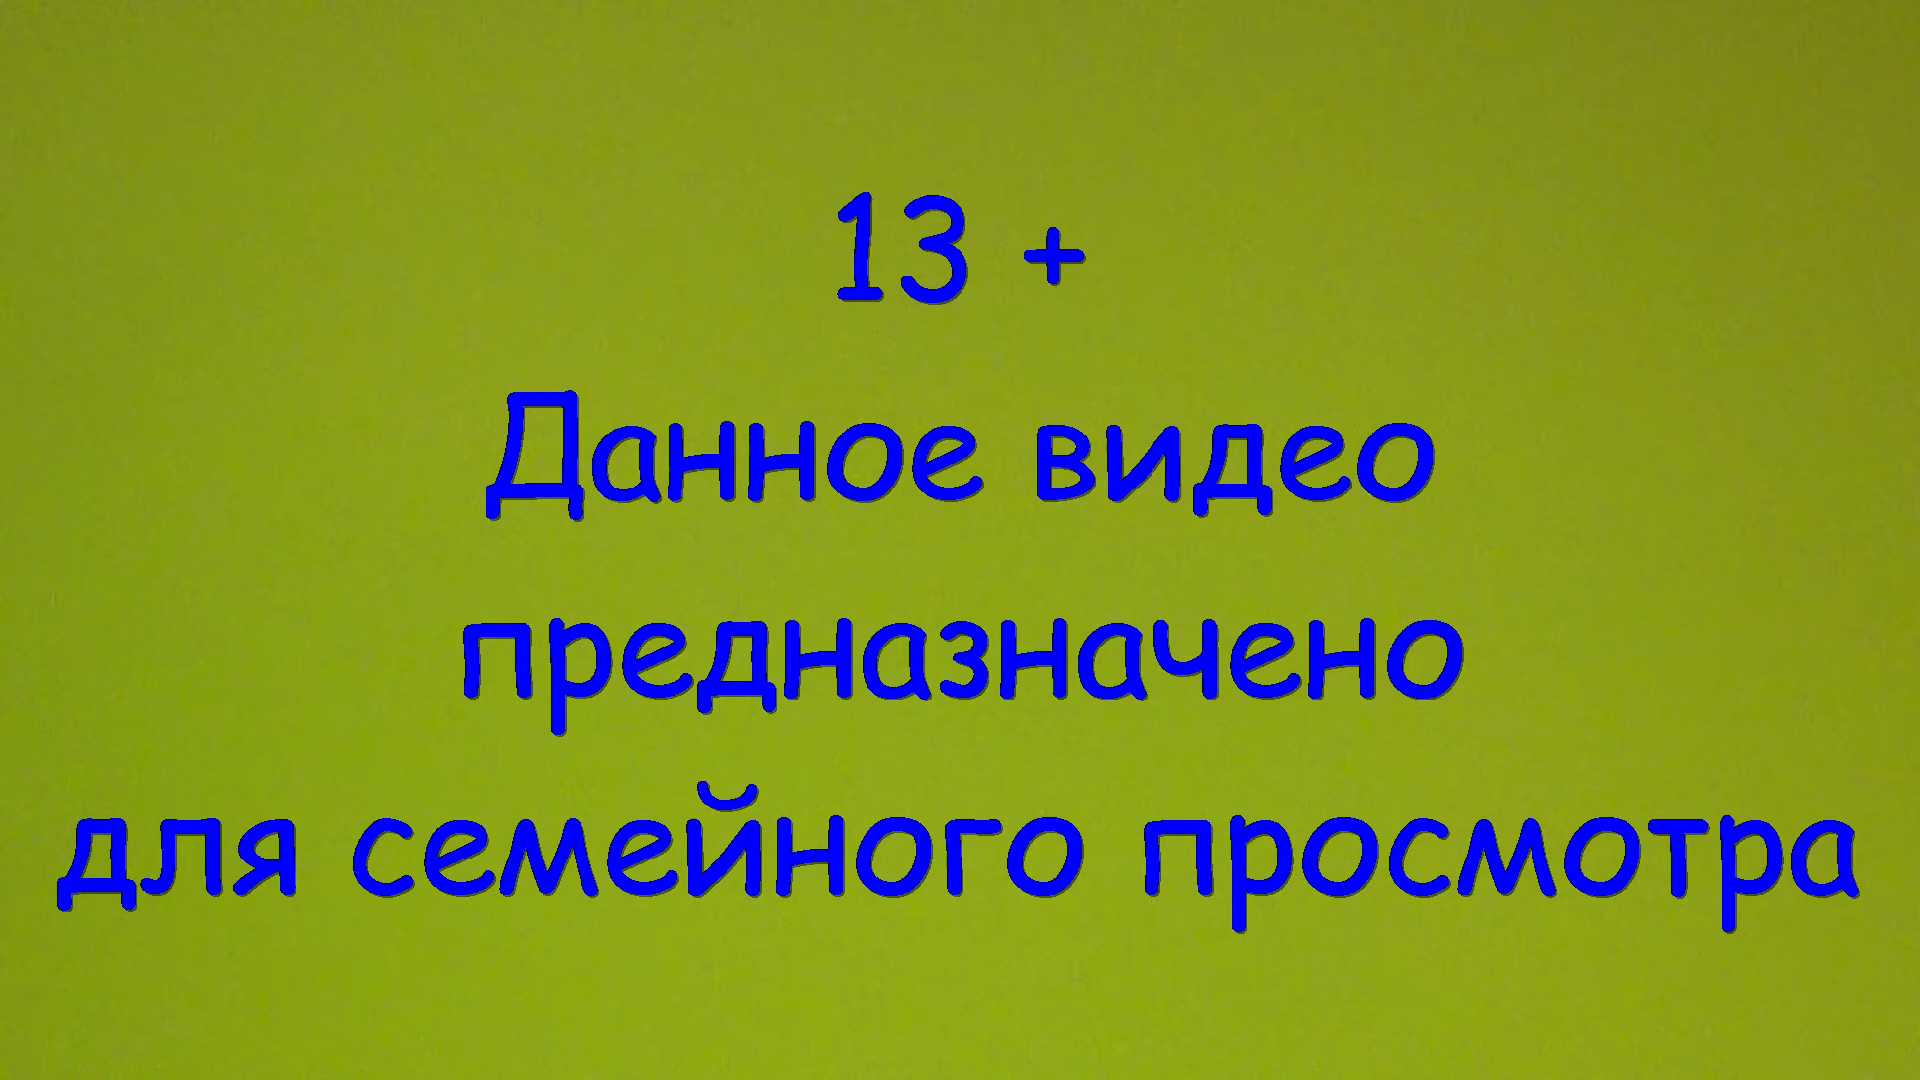 13 +
Данное видео
предназначено
для семейного просмотра